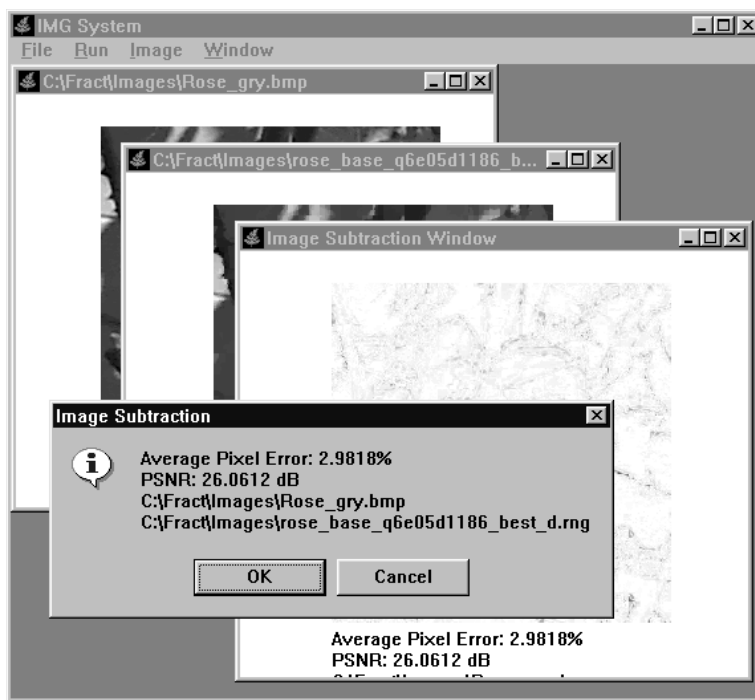 IMG System
File Run Image Window
C:\Fract\Images\Rose_gry.bmp
C:\Fract\Images\rose_base_q6e05d1186_b...
Image Subtraction Window
Image Subtraction
Average Pixel Error: 2.9818%
PSNR: 26.0612 dB
C:\Fract\Images\Rose_gry.bmp
C:\Fract\Images\rose_base_q6e05d1186_best_d.rng
OK Cancel
Average Pixel Error: 2.9818%
PSNR: 26.0612 dB